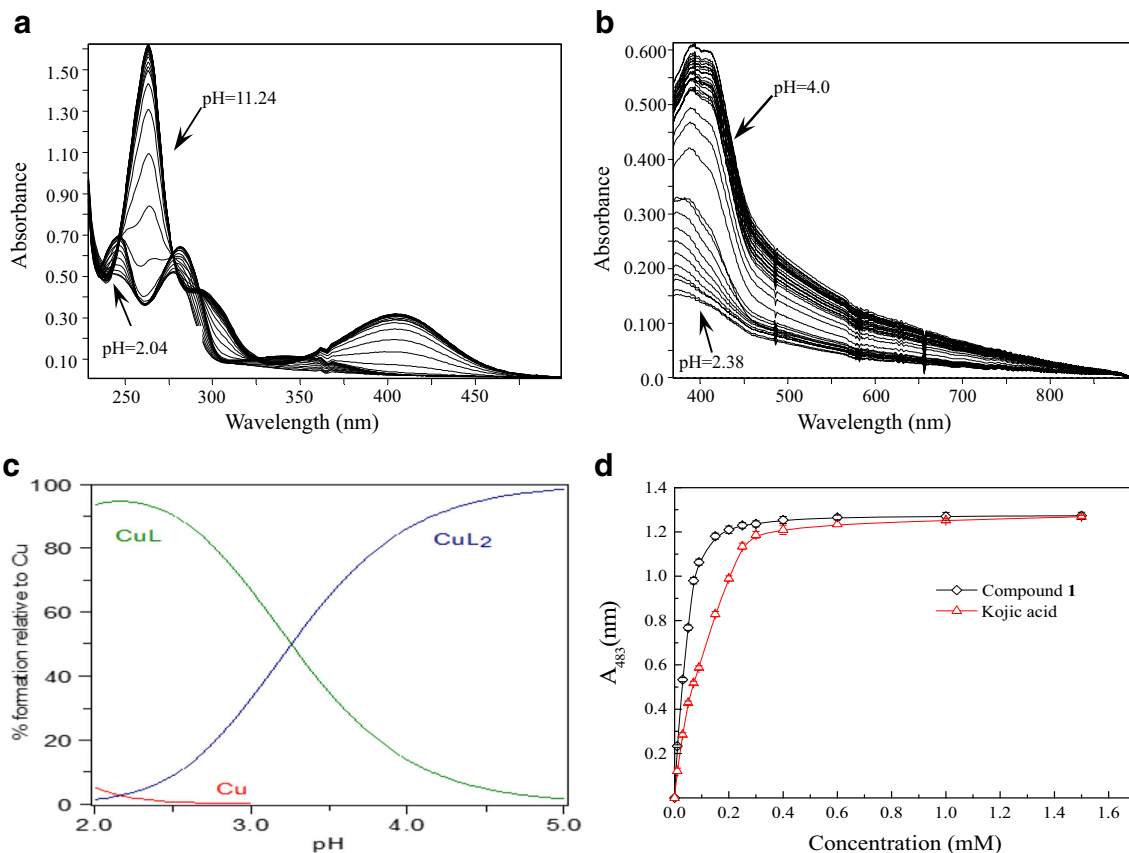 a
1.50
1.30
1.10
0.90
0.70
0.50
0.30
0.10
Absorbance
pH=11.24
pH=2.04
250 300 350 400 450
Wavelength (nm)
b
0.600
0.500
0.400
0.300
0.200
0.100
0.0
Absorbance
pH=4.0
pH=2.38
400 500 600 700 800
Wavelength (nm)
c
100
80
60
40
20
0
% formation relative to Cu
CuL
CuL2
Cu
2.0 3.0 4.0 5.0
pH
d
1.4
1.2
1.0
0.8
0.6
0.4
0.2
A483(nm)
Compound 1
Kojic acid
0.0 0.2 0.4 0.6 0.8 1.0 1.2 1.4 1.6
Concentration (mM)